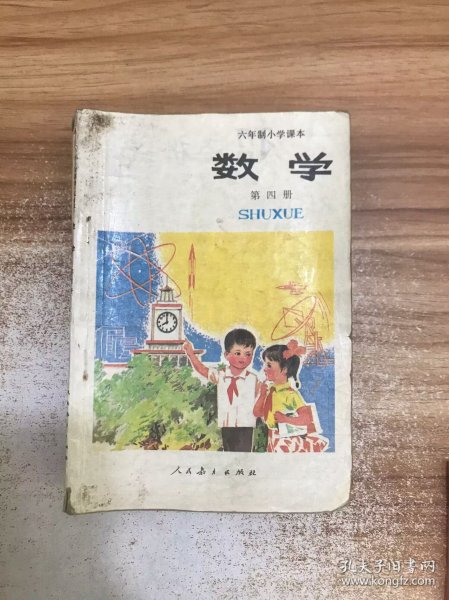 六年制小学课本
数学
第四册
SHUXUE
人民教育出版社
孔夫子旧书网
www.kongfz.com